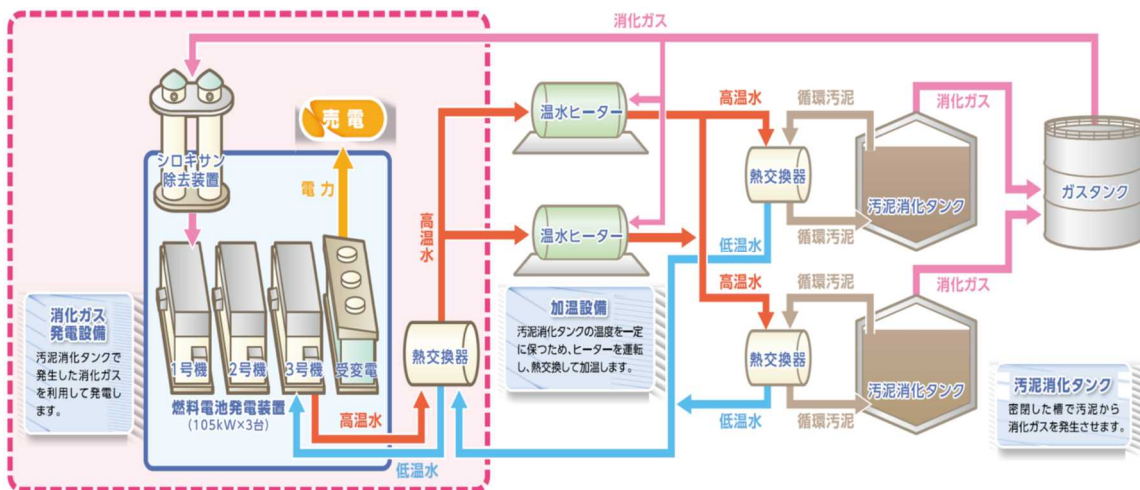 消化ガス
シロキサン
除去装置
売電
電力
1号機
2号機
3号機
受変電
燃料電池発電装置
(105kW×3台)
消化ガス
発電設備
汚泥消化タンクで
発生した消化ガス
を利用して発電し
ます。
高温水
低温水
熱交換器
高温水
温水ヒーター
温水ヒーター
加温設備
汚泥消化タンクの温度を一定
に保つため、ヒーターを運転
し、熱交換して加温します。
高温水
循環汚泥
熱交換器
低温水
循環汚泥
汚泥消化タンク
消化ガス
高温水
循環汚泥
熱交換器
低温水
循環汚泥
汚泥消化タンク
消化ガス
ガスタンク
汚泥消化タンク
密閉した槽で汚泥から
消化ガスを発生させます。